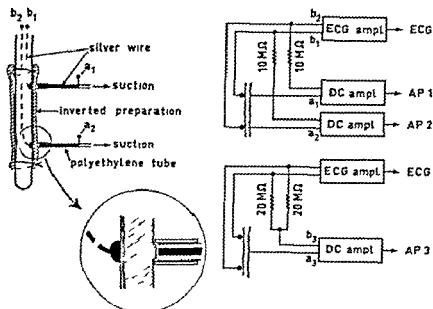 b₂ b₁
silver wire
a₁
suction
inverted preparation
a₂
suction
polyethylene tube
b₂
b₁
ECG ampl
ECG
10 MΩ
10 MΩ
a₁
DC ampl
AP 1
a₂
DC ampl
AP 2
ECG ampl
ECG
20 MΩ
20 MΩ
b₃
a₃
DC ampl
AP 3